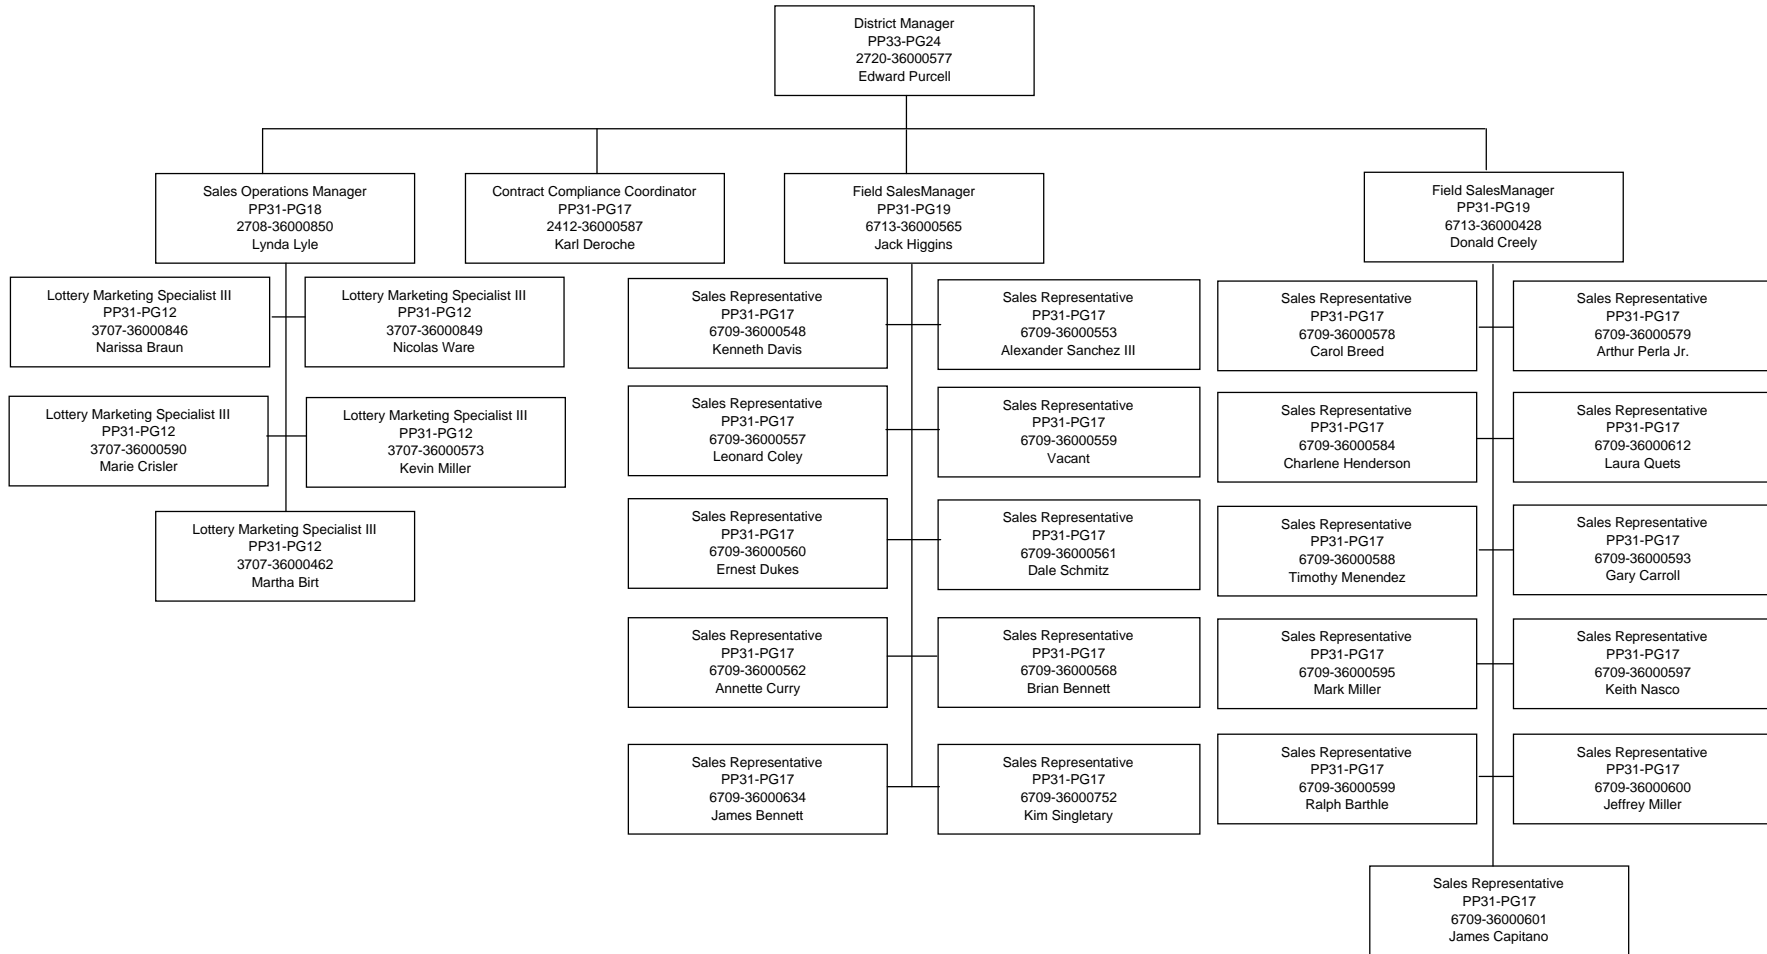 District Manager
PP33-PG24
2720-36000577
Edward Purcell
Sales Operations Manager
PP31-PG18
2708-36000850
Lynda Lyle
Contract Compliance Coordinator
PP31-PG17
2412-36000587
Karl Deroche
Field SalesManager
PP31-PG19
6713-36000565
Jack Higgins
Field SalesManager
PP31-PG19
6713-36000428
Donald Creely
Lottery Marketing Specialist III
PP31-PG12
3707-36000846
Narissa Braun
Lottery Marketing Specialist III
PP31-PG12
3707-36000849
Nicolas Ware
Lottery Marketing Specialist III
PP31-PG12
3707-36000590
Marie Crisler
Lottery Marketing Specialist III
PP31-PG12
3707-36000573
Kevin Miller
Lottery Marketing Specialist III
PP31-PG12
3707-36000462
Martha Birt
Sales Representative
PP31-PG17
6709-36000548
Kenneth Davis
Sales Representative
PP31-PG17
6709-36000553
Alexander Sanchez III
Sales Representative
PP31-PG17
6709-36000557
Leonard Coley
Sales Representative
PP31-PG17
6709-36000559
Vacant
Sales Representative
PP31-PG17
6709-36000560
Ernest Dukes
Sales Representative
PP31-PG17
6709-36000561
Dale Schmitz
Sales Representative
PP31-PG17
6709-36000562
Annette Curry
Sales Representative
PP31-PG17
6709-36000568
Brian Bennett
Sales Representative
PP31-PG17
6709-36000634
James Bennett
Sales Representative
PP31-PG17
6709-36000752
Kim Singletary
Sales Representative
PP31-PG17
6709-36000578
Carol Breed
Sales Representative
PP31-PG17
6709-36000579
Arthur Perla Jr.
Sales Representative
PP31-PG17
6709-36000584
Charlene Henderson
Sales Representative
PP31-PG17
6709-36000612
Laura Quets
Sales Representative
PP31-PG17
6709-36000588
Timothy Menendez
Sales Representative
PP31-PG17
6709-36000593
Gary Carroll
Sales Representative
PP31-PG17
6709-36000595
Mark Miller
Sales Representative
PP31-PG17
6709-36000597
Keith Nasco
Sales Representative
PP31-PG17
6709-36000599
Ralph Barthle
Sales Representative
PP31-PG17
6709-36000600
Jeffrey Miller
Sales Representative
PP31-PG17
6709-36000601
James Capitano